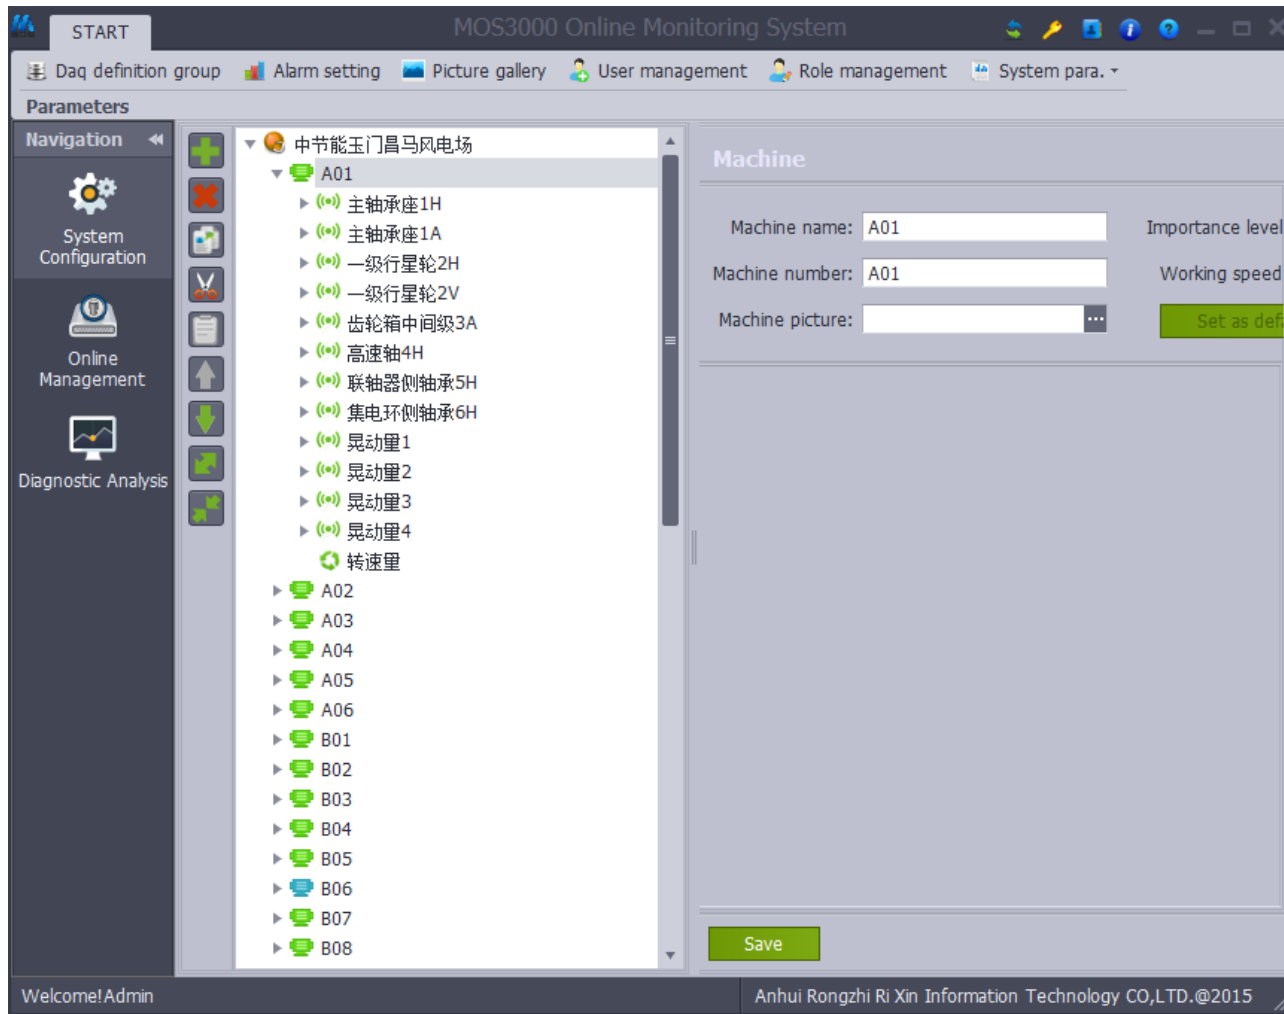 START
MOS3000 Online Monitoring System
Daq definition group
Alarm setting
Picture gallery
User management
Role management
System para.
Parameters
Navigation
System
Configuration
Online
Management
Diagnostic Analysis
中节能玉门昌马风电场
A01
主轴承座1H
主轴承座1A
一级行星轮2H
一级行星轮2V
齿轮箱中间级3A
高速轴4H
联轴器侧轴承5H
集电环侧轴承6H
晃动量1
晃动量2
晃动量3
晃动量4
转速量
A02
A03
A04
A05
A06
B01
B02
B03
B04
B05
B06
B07
B08
Machine
Machine name: A01
Importance level
Machine number: A01
Working speed
Machine picture:
Set as def
Save
Welcome!Admin
Anhui Rongzhi Ri Xin Information Technology CO,LTD.@2015